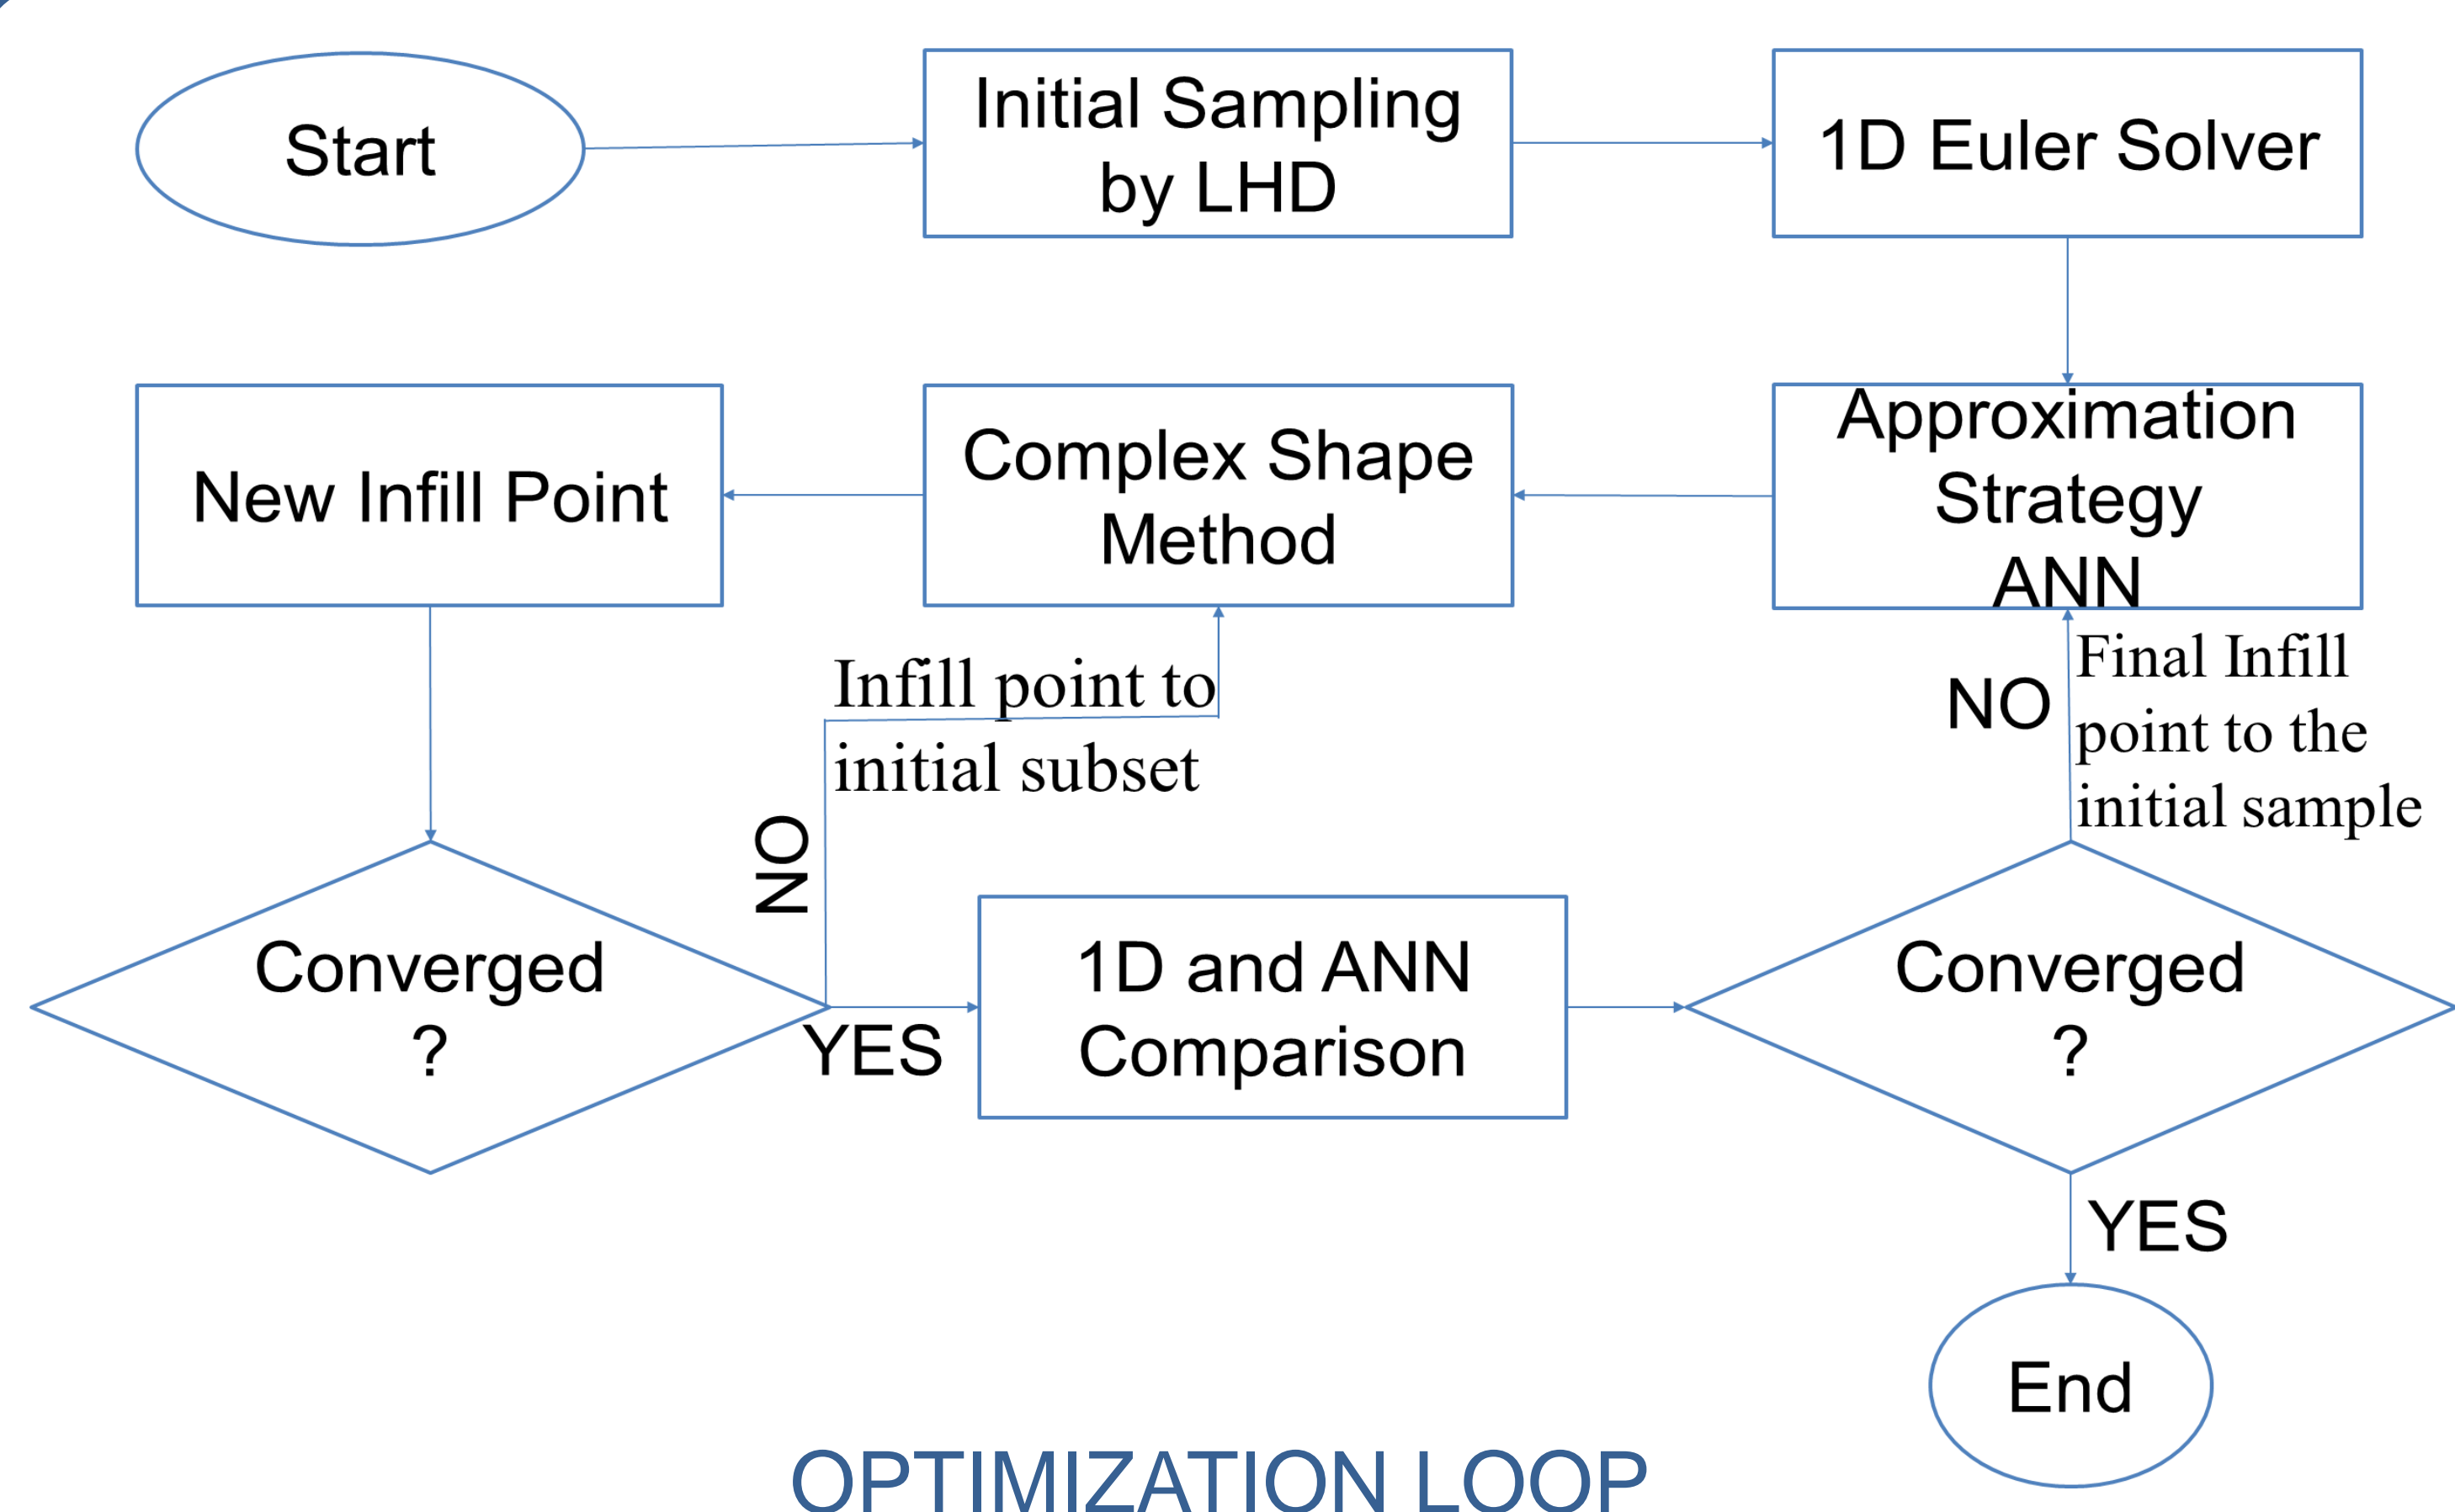 Start
Initial Sampling
by LHD
1D Euler Solver
New Infill Point
Complex Shape
Method
Approximation
Strategy
ANN
Infill point to
initial subset
NO
Final Infill
point to the
initial sample
NO
Converged
?
YES
1D and ANN
Comparison
Converged
?
YES
End
OPTIMIZATION LOOP